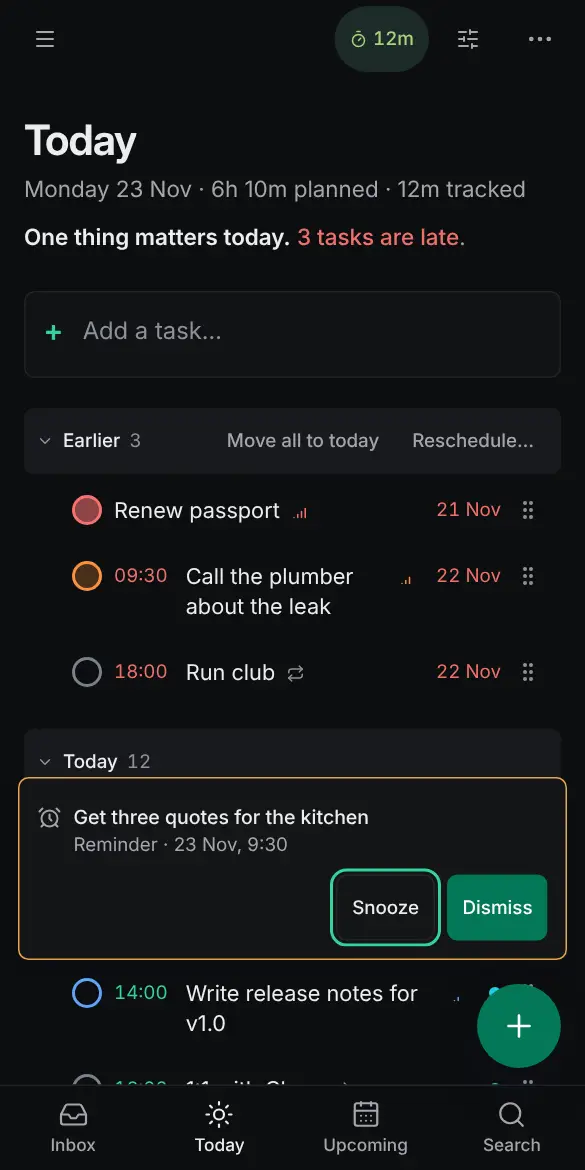 12m
Today
Monday 23 Nov · 6h 10m planned · 12m tracked
One thing matters today. 3 tasks are late.
+ Add a task...
Earlier 3 Move all to today Reschedule...
Renew passport 21 Nov
09:30 Call the plumber 22 Nov
about the leak
18:00 Run club 22 Nov
Today 12
Get three quotes for the kitchen
Reminder · 23 Nov, 9:30
Snooze Dismiss
14:00 Write release notes for
v1.0
Inbox Today Upcoming Search